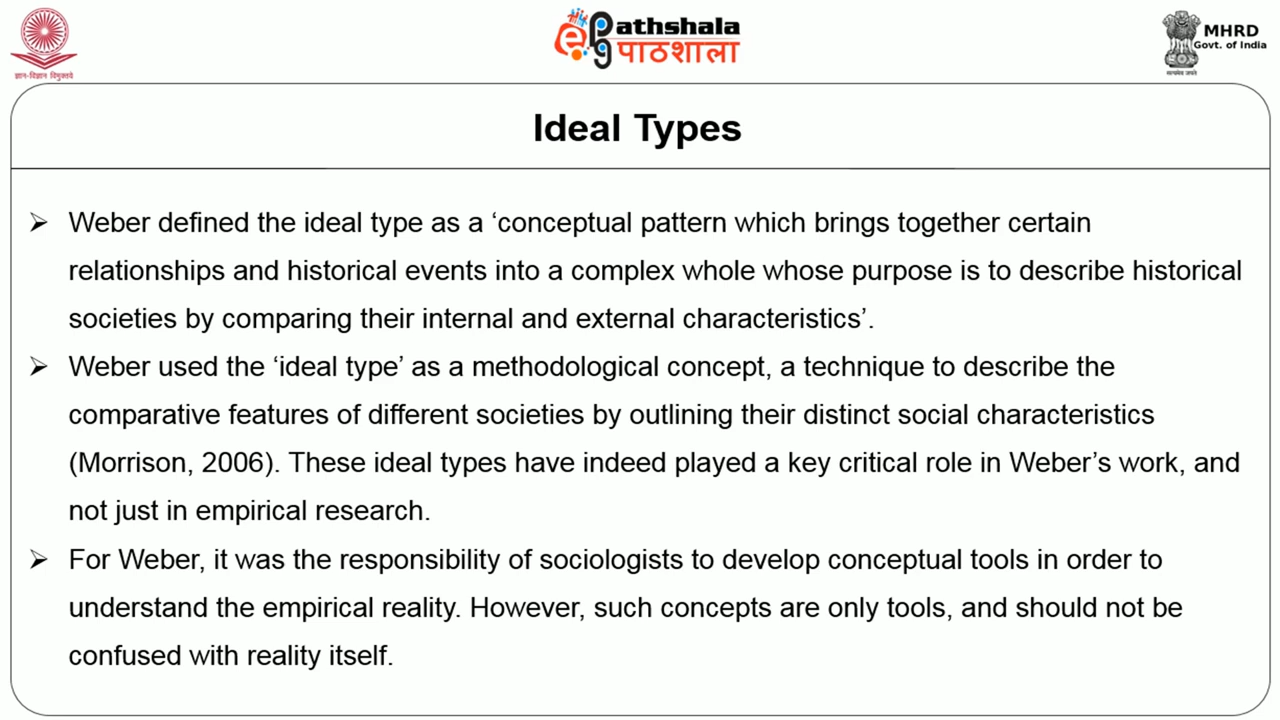 ज्ञान-विज्ञान विमुक्तये
ePathshala
पाठशाला
MHRD
Govt. of India
सत्यमेव जयते
Ideal Types
➢ Weber defined the ideal type as a ‘conceptual pattern which brings together certain
relationships and historical events into a complex whole whose purpose is to describe historical
societies by comparing their internal and external characteristics’.
➢ Weber used the ‘ideal type’ as a methodological concept, a technique to describe the
comparative features of different societies by outlining their distinct social characteristics
(Morrison, 2006). These ideal types have indeed played a key critical role in Weber’s work, and
not just in empirical research.
➢ For Weber, it was the responsibility of sociologists to develop conceptual tools in order to
understand the empirical reality. However, such concepts are only tools, and should not be
confused with reality itself.